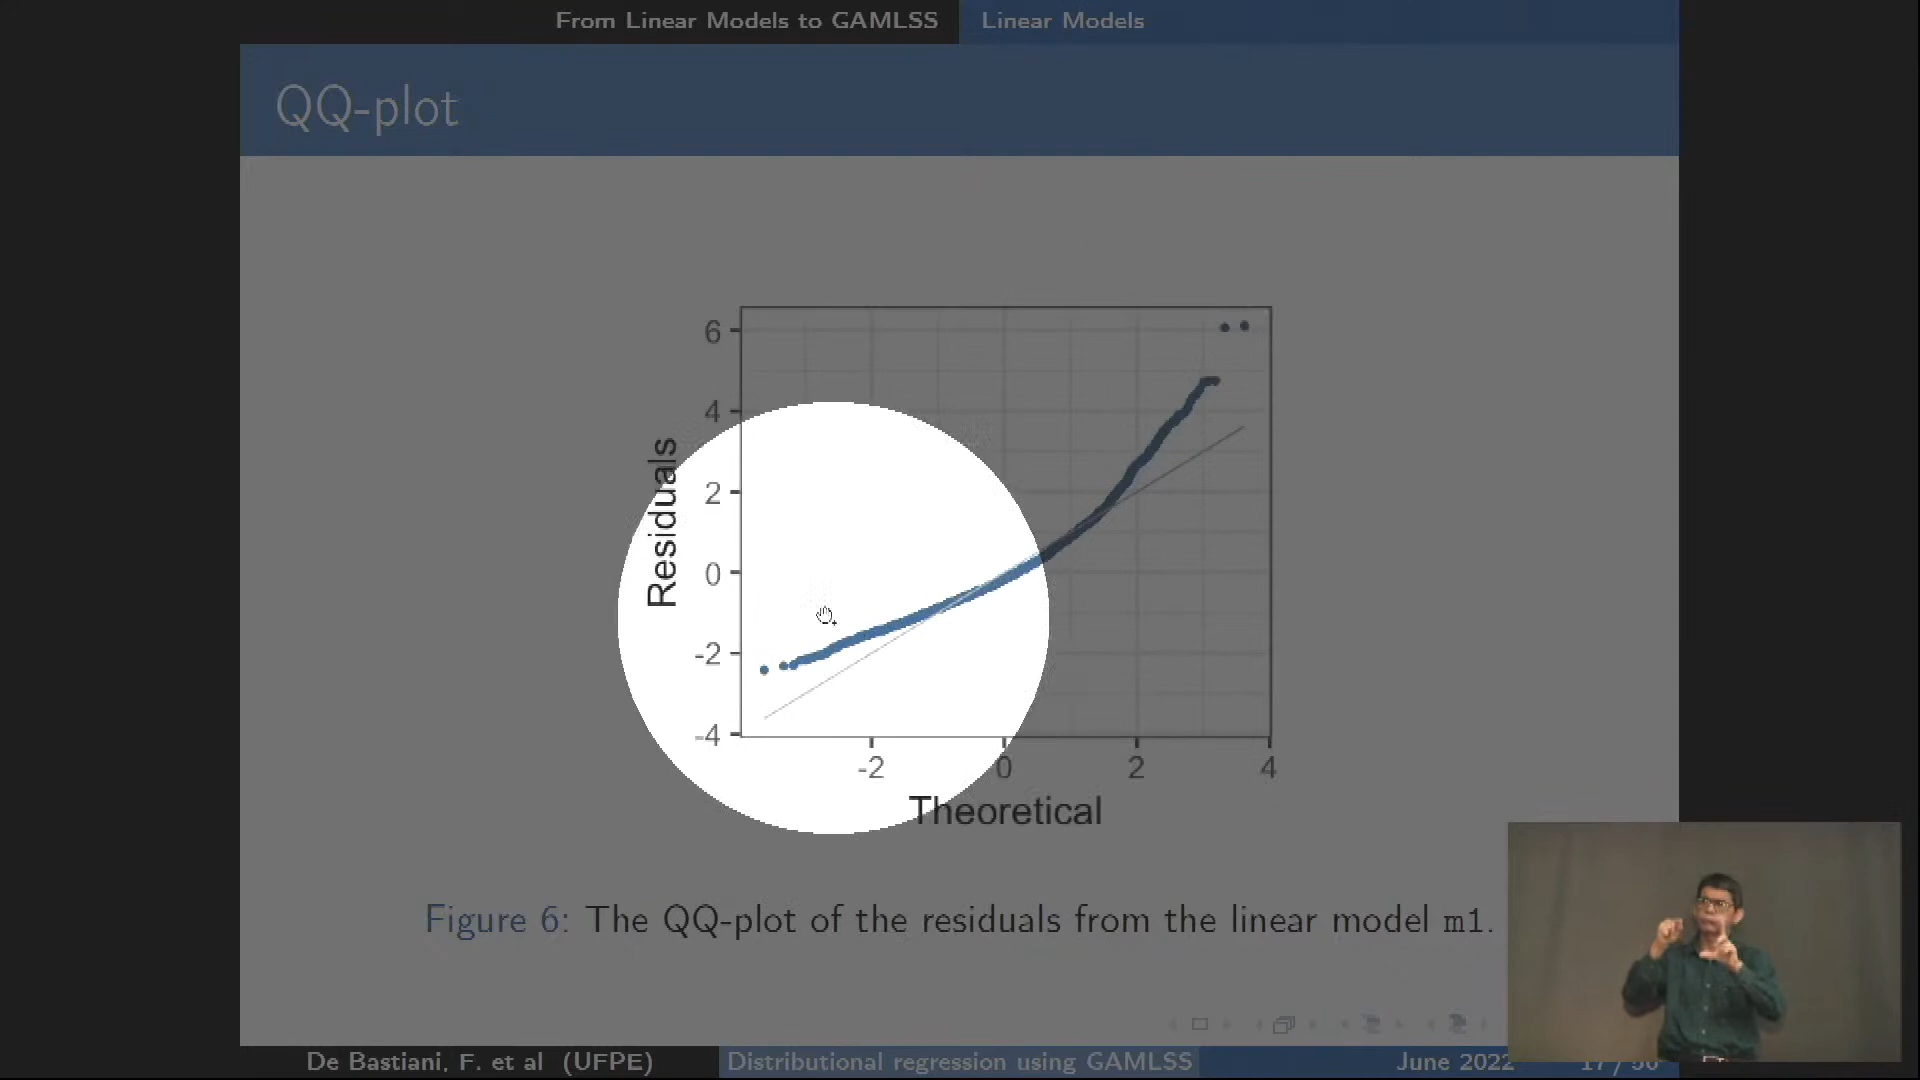 From Linear Models to GAMLSS Linear Models
QQ-plot
Residuals
6
4
2
0
-2
-4
-2 0 2 4
Theoretical
Figure 6: The QQ-plot of the residuals from the linear model m1.
De Bastiani, F. et al (UFPE) Distributional regression using GAMLSS June 2022